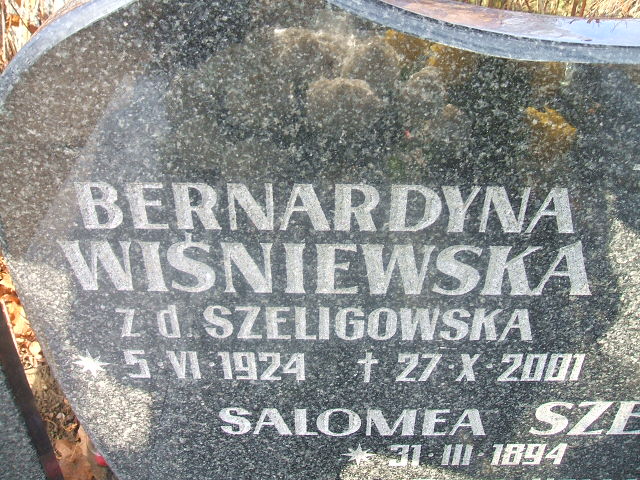 BERNARDYNA
WIŚNIEWSKA
z d. SZELIGOWSKA
* 5·VI·1924 † 27·X·2001
SALOMEA
* 31·III·1894